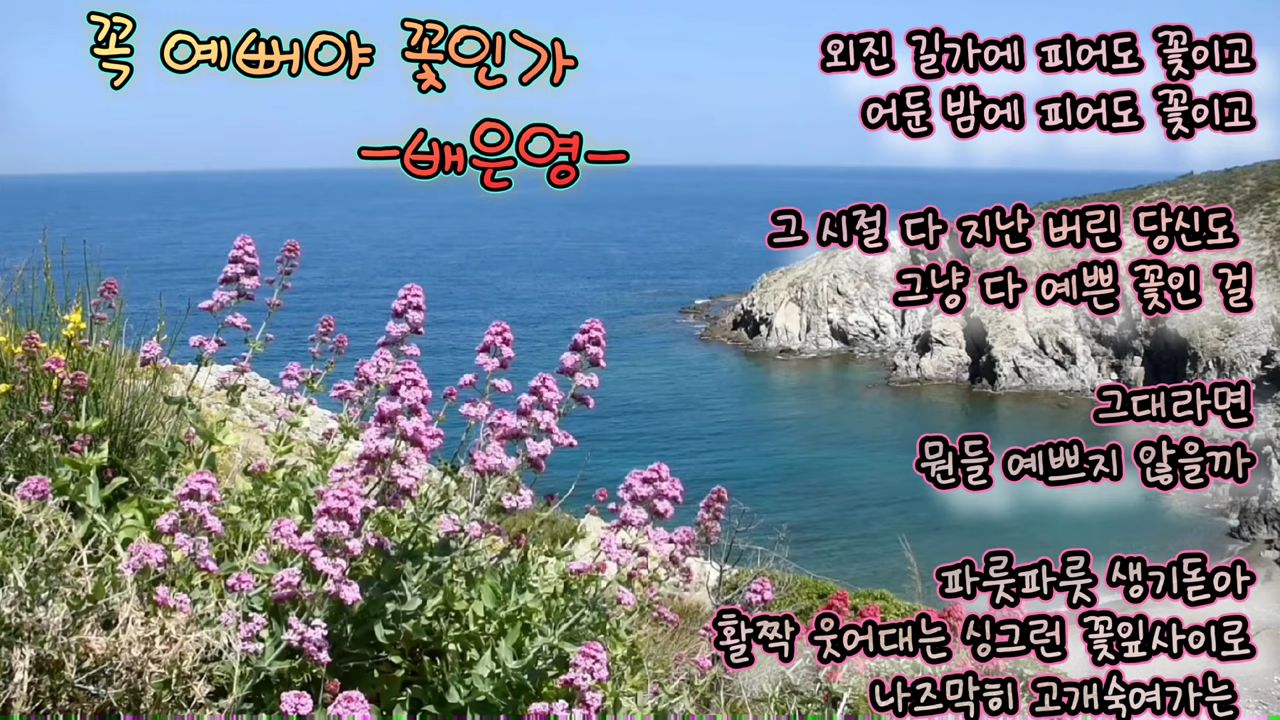 꼭 예뻐야 꽃인가
-배은영-
외진 길가에 피어도 꽃이고
어둔 밤에 피어도 꽃이고
그 시절 다 지난 버린 당신도
그냥 다 예쁜 꽃인 걸
그대라면
뭔들 예쁘지 않을까
파릇파릇 생기돋아
활짝 웃어대는 싱그런 꽃잎사이로
나즈막히 고개숙여가는